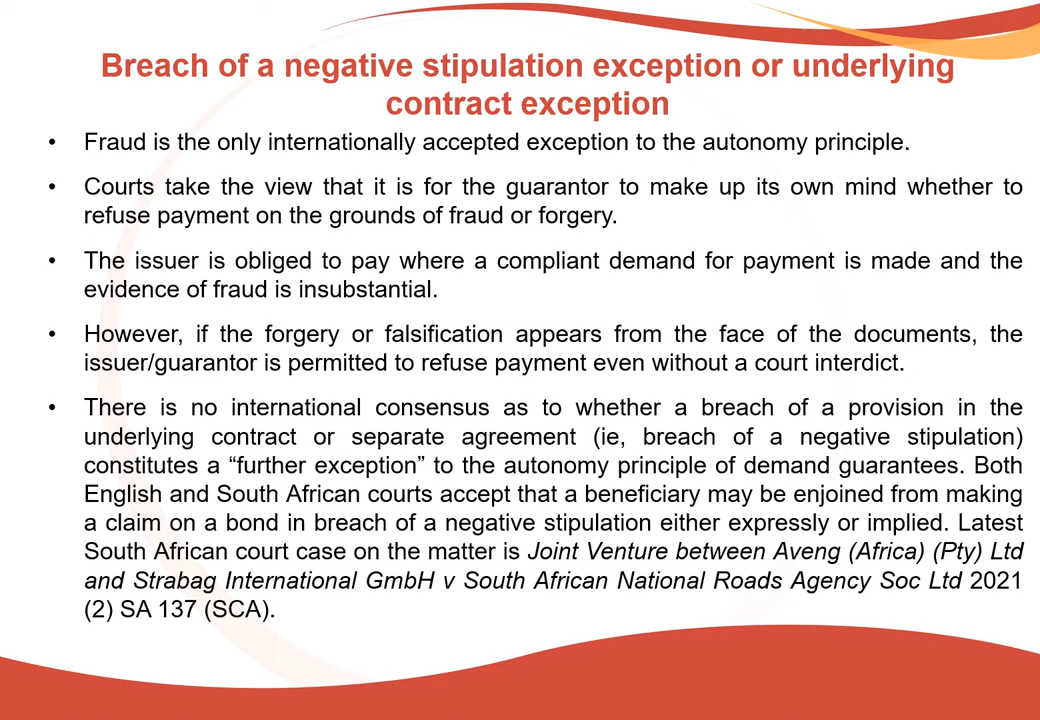 Breach of a negative stipulation exception or underlying
contract exception
• Fraud is the only internationally accepted exception to the autonomy principle.
• Courts take the view that it is for the guarantor to make up its own mind whether to
refuse payment on the grounds of fraud or forgery.
• The issuer is obliged to pay where a compliant demand for payment is made and the
evidence of fraud is insubstantial.
• However, if the forgery or falsification appears from the face of the documents, the
issuer/guarantor is permitted to refuse payment even without a court interdict.
• There is no international consensus as to whether a breach of a provision in the
underlying contract or separate agreement (ie, breach of a negative stipulation)
constitutes a “further exception” to the autonomy principle of demand guarantees. Both
English and South African courts accept that a beneficiary may be enjoined from making
a claim on a bond in breach of a negative stipulation either expressly or implied. Latest
South African court case on the matter is Joint Venture between Aveng (Africa) (Pty) Ltd
and Strabag International GmbH v South African National Roads Agency Soc Ltd 2021
(2) SA 137 (SCA).